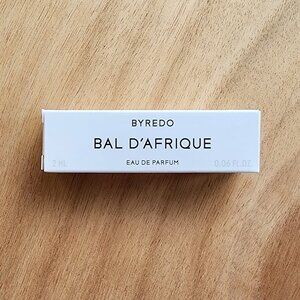 BYREDO
BAL D'AFRIQUE
2 ML EAU DE PARFUM 0.06 FL.OZ.